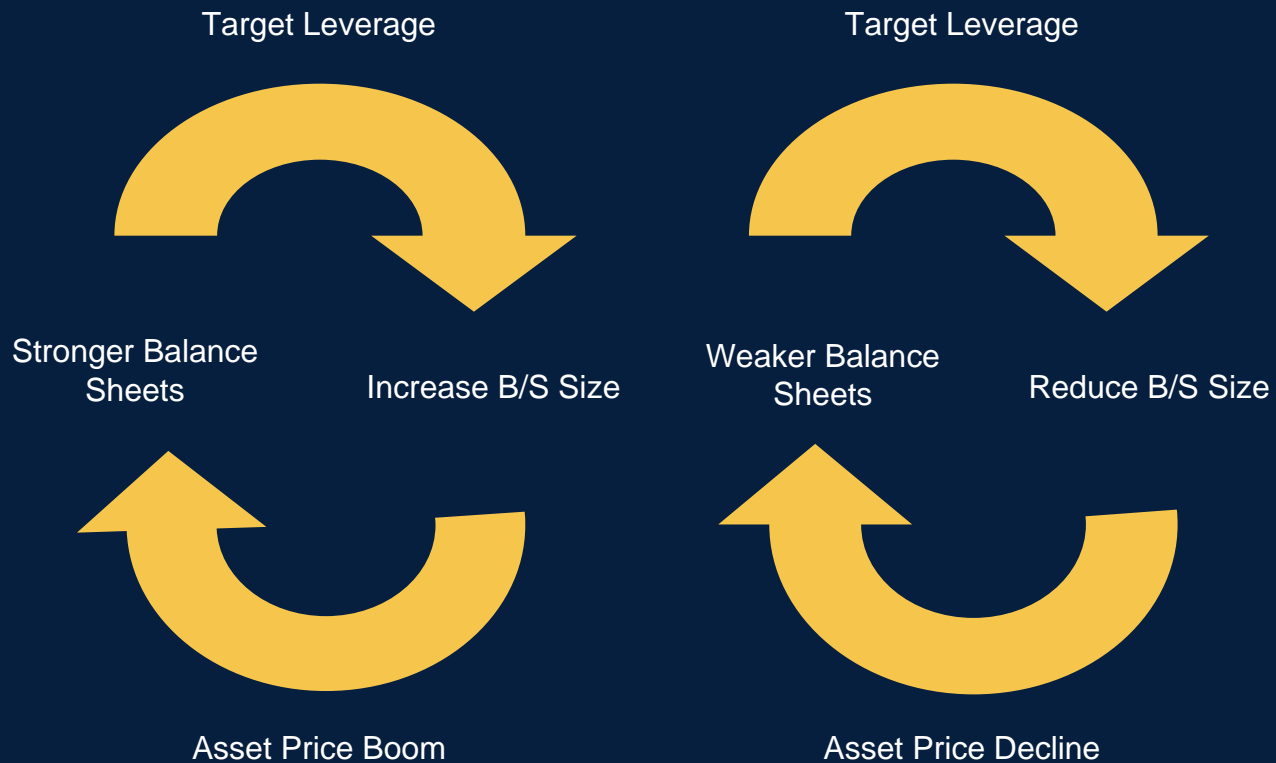 Target Leverage
Stronger Balance
Sheets
Increase B/S Size
Asset Price Boom
Target Leverage
Weaker Balance
Sheets
Reduce B/S Size
Asset Price Decline